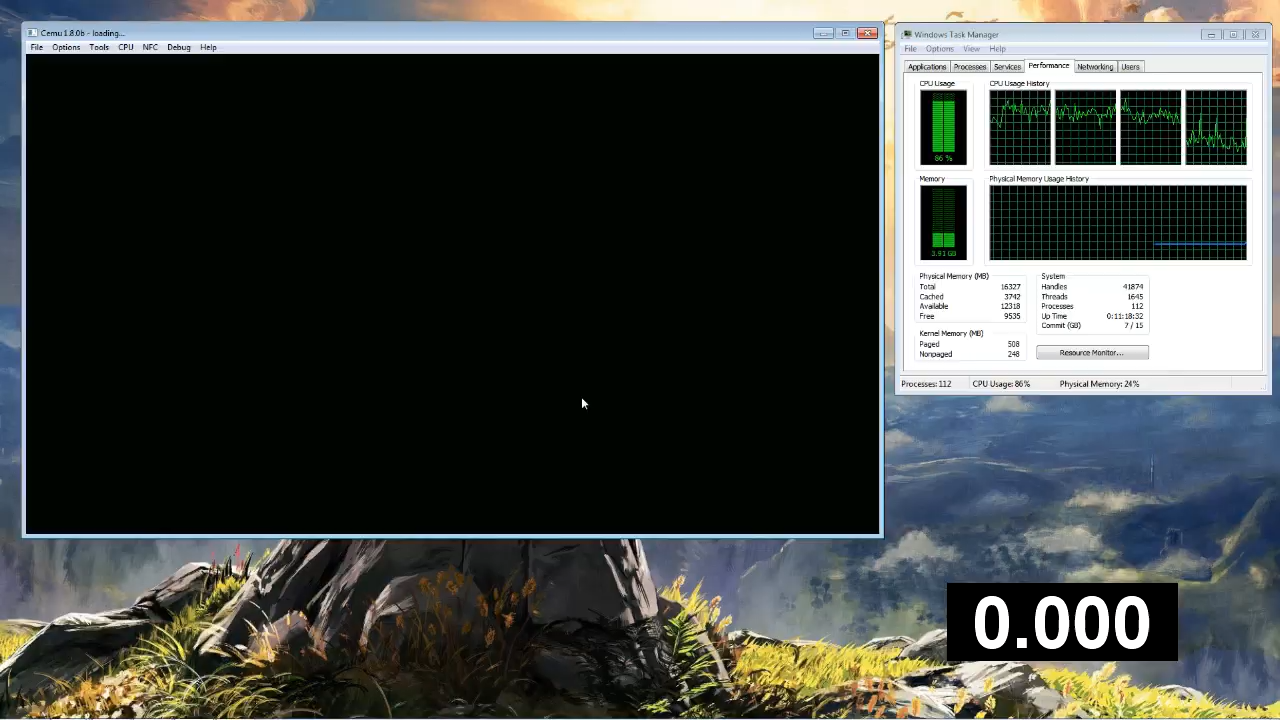 Cemu 1.8.0b - loading...
File Options Tools CPU NFC Debug Help
Windows Task Manager
File Options View Help
Applications Processes Services Performance Networking Users
CPU Usage CPU Usage History
86 %
Memory Physical Memory Usage History
3.91 GB
Physical Memory (MB)
Total 16327
Cached 3742
Available 12318
Free 9535
Kernel Memory (MB)
Paged 508
Nonpaged 248
System
Handles 41874
Threads 1645
Processes 112
Up Time 0:11:18:32
Commit (GB) 7 / 15
Resource Monitor...
Processes: 112 CPU Usage: 86% Physical Memory: 24%
0.000